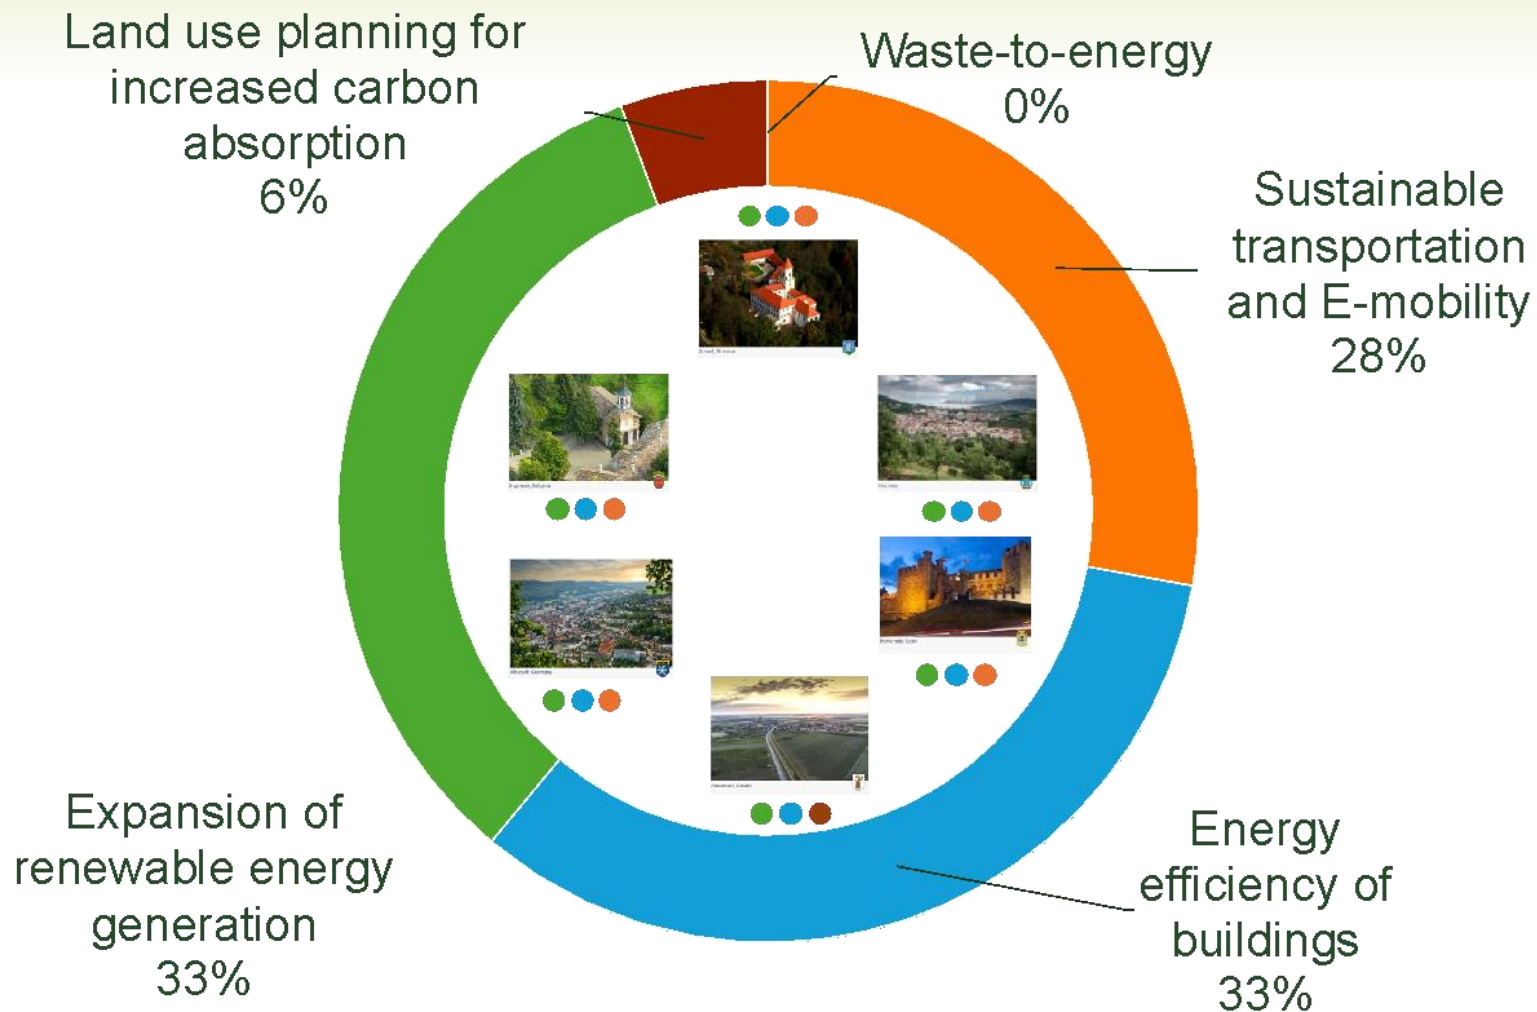 Land use planning for
increased carbon
absorption
6%
Waste-to-energy
0%
Sustainable
transportation
and E-mobility
28%
Expansion of
renewable energy
generation
33%
Energy
efficiency of
buildings
33%